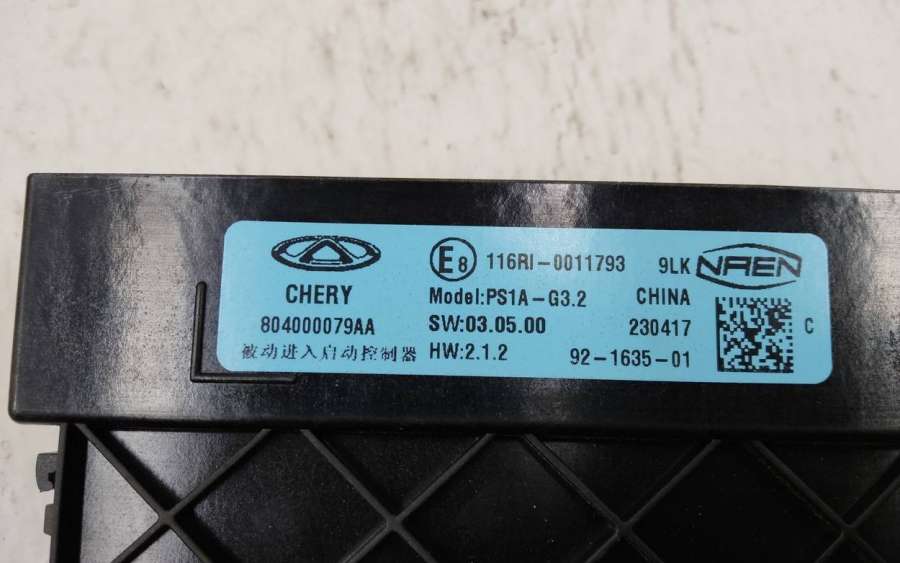 CHERY
804000079AA
被动进入启动控制器
E8 116RI-0011793 9LK NAEN
Model:PS1A-G3.2 CHINA
SW:03.05.00 230417 C
HW:2.1.2 92-1635-01